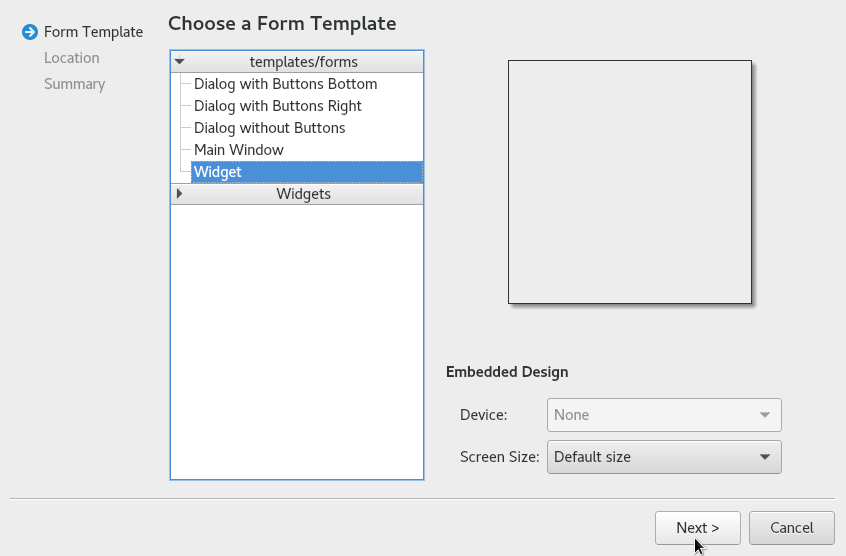 Form Template
Location
Summary
Choose a Form Template
templates/forms
Dialog with Buttons Bottom
Dialog with Buttons Right
Dialog without Buttons
Main Window
Widget
Widgets
Embedded Design
Device: None
Screen Size: Default size
Next > Cancel